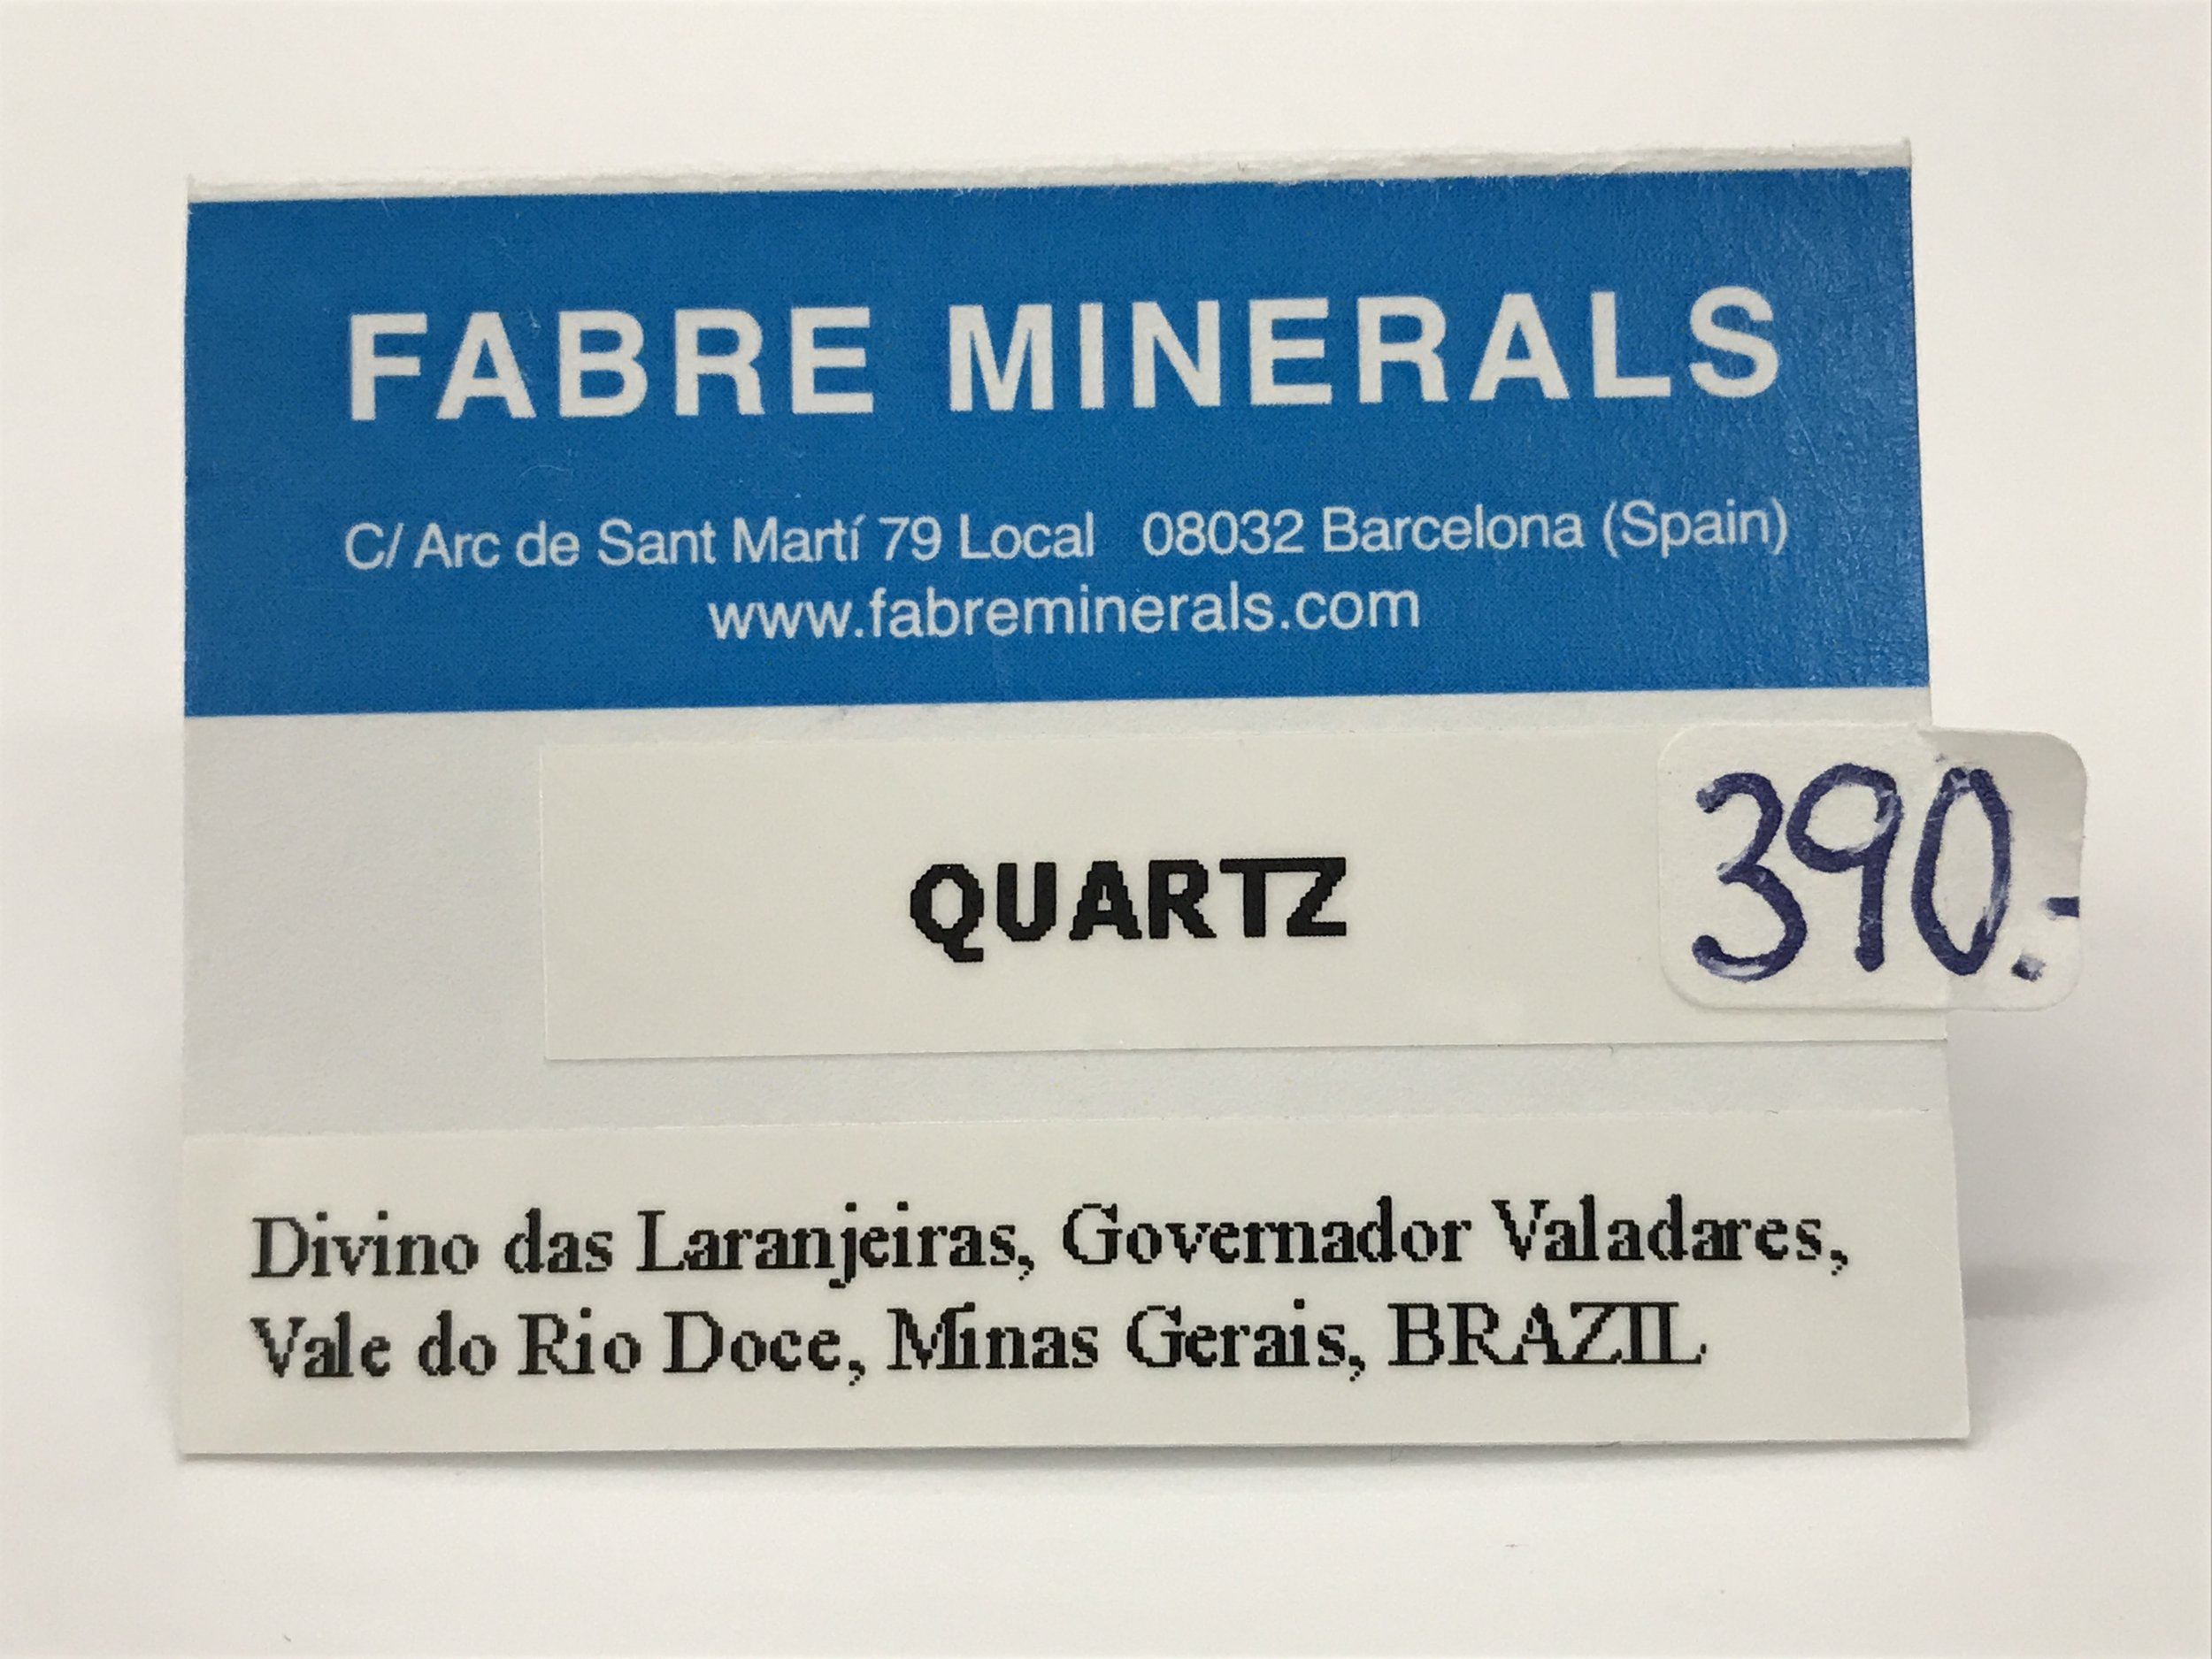 FABRE MINERALS
C/ Arc de Sant Martí 79 Local 08032 Barcelona (Spain)
www.fabreminerals.com
QUARTZ
390.-
Divino das Laranjeiras, Governador Valadares,
Vale do Rio Doce, Minas Gerais, BRAZIL